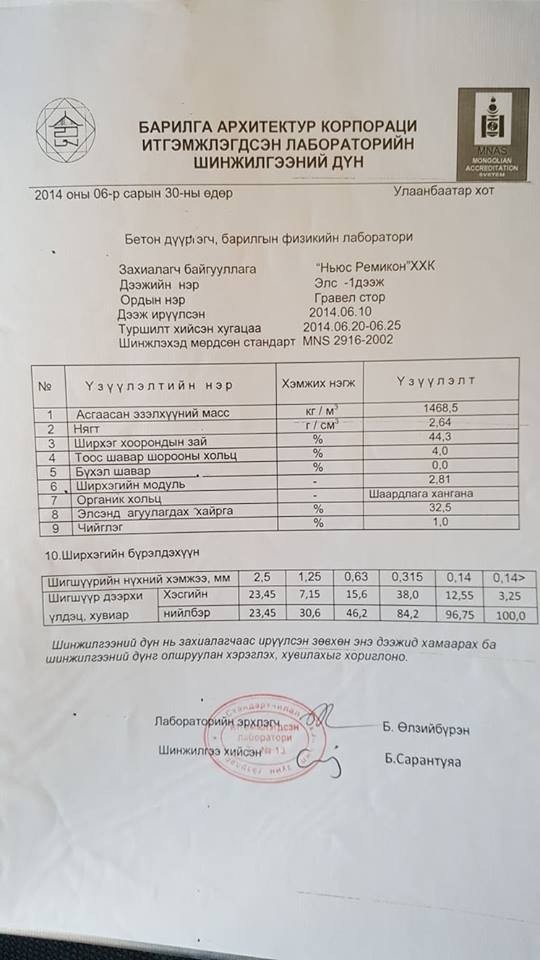 БАРИЛГА АРХИТЕКТУР КОРПОРАЦИ
ИТГЭМЖЛЭГДСЭН ЛАБОРАТОРИЙН
ШИНЖИЛГЭЭНИЙ ДҮН
MNAS
MONGOLIAN
ACCREDITATION
SYSTEM
2014 оны 06-р сарын 30-ны өдөр Улаанбаатар хот
Бетон дүүргэгч, барилгын физикийн лаборатори
Захиалагч байгууллага “Ньюс Ремикон”ХХК
Дээжийн нэр Элс -1дээж
Ордын нэр Гравел стор
Дээж ирүүлсэн 2014.06.10
Туршилт хийсэн хугацаа 2014.06.20-06.25
Шинжлэхэд мөрдсөн стандарт MNS 2916-2002
№ Үзүүлэлтийн нэр Хэмжих нэгж Үзүүлэлт
1 Асгаасан эзэлхүүний масс кг / м³ 1468,5
2 Нягт г / см³ 2,64
3 Ширхэг хоорондын зай % 44,3
4 Тоос шавар шорооны хольц % 4,0
5 Бүхэл шавар % 0,0
6 Ширхэгийн модуль - 2,81
7 Органик хольц - Шаардлага хангана
8 Элсэнд агуулагдах хайрга % 32,5
9 Чийглэг % 1,0
10.Ширхэгийн бүрэлдэхүүн
Шигшүүрийн нүхний хэмжээ, мм 2,5 1,25 0,63 0,315 0,14 0,14>
Шигшүүр дээрхи Хэсгийн 23,45 7,15 15,6 38,0 12,55 3,25
үлдэц, хувиар нийлбэр 23,45 30,6 46,2 84,2 96,75 100,0
Шинжилгээний дүн нь захиалагчаас ирүүлсэн зөвхөн энэ дээжид хамаарах ба
шинжилгээний дүнг олшруулан хэрэглэх, хувилахыг хориглоно.
Лабораторийн эрхлэгч Б. Өлзийбүрэн
Шинжилгээ хийсэн Б.Сарантуяа
лаборатори
№ 13